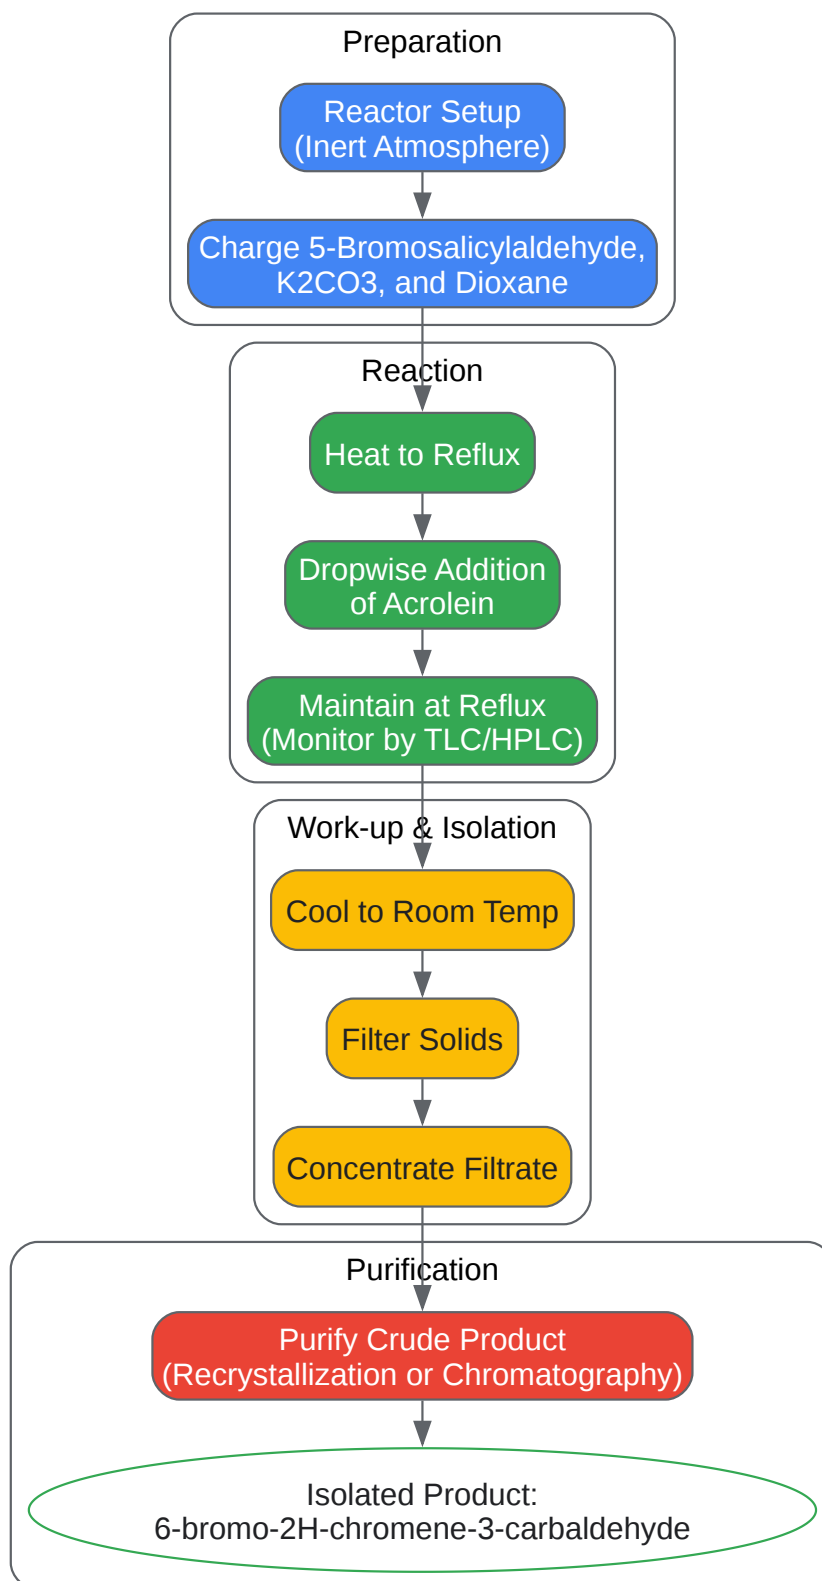 Preparation
Reactor Setup
(Inert Atmosphere)
Charge 5-Bromosalicylaldehyde,
K2CO3, and Dioxane
Reaction
Heat to Reflux
Dropwise Addition
of Acrolein
Maintain at Reflux
(Monitor by TLC/HPLC)
Work-up & Isolation
Cool to Room Temp
Filter Solids
Concentrate Filtrate
Purification
Purify Crude Product
(Recrystallization or Chromatography)
Isolated Product:
6-bromo-2H-chromene-3-carbaldehyde